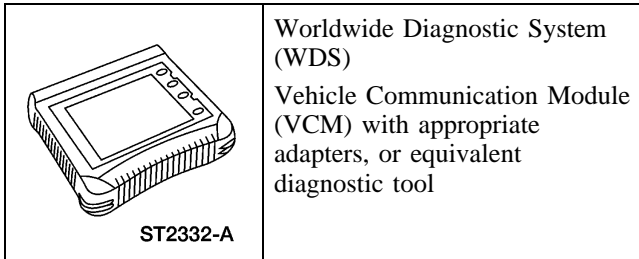 Worldwide Diagnostic System
(WDS)
Vehicle Communication Module
(VCM) with appropriate
adapters, or equivalent
diagnostic tool
ST2332-A